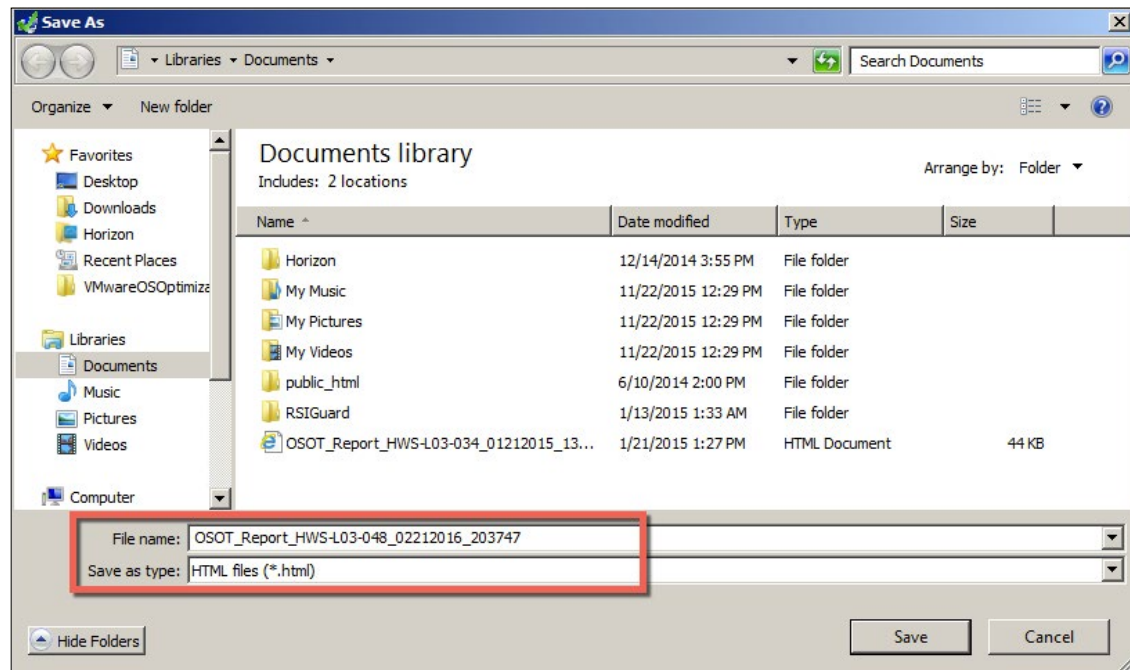 Save As
Libraries Documents
Search Documents
Organize New folder
Favorites
Desktop
Downloads
Horizon
Recent Places
VMwareOSOptimiza
Libraries
Documents
Music
Pictures
Videos
Computer
Documents library
Includes: 2 locations
Arrange by: Folder
Name Date modified Type Size
Horizon 12/14/2014 3:55 PM File folder
My Music 11/22/2015 12:29 PM File folder
My Pictures 11/22/2015 12:29 PM File folder
My Videos 11/22/2015 12:29 PM File folder
public_html 6/10/2014 2:00 PM File folder
RSIGuard 1/13/2015 1:33 AM File folder
OSOT_Report_HWS-L03-034_01212015_13... 1/21/2015 1:27 PM HTML Document 44 KB
File name: OSOT_Report_HWS-L03-048_02212016_203747
Save as type: HTML files (*.html)
Hide Folders
Save Cancel